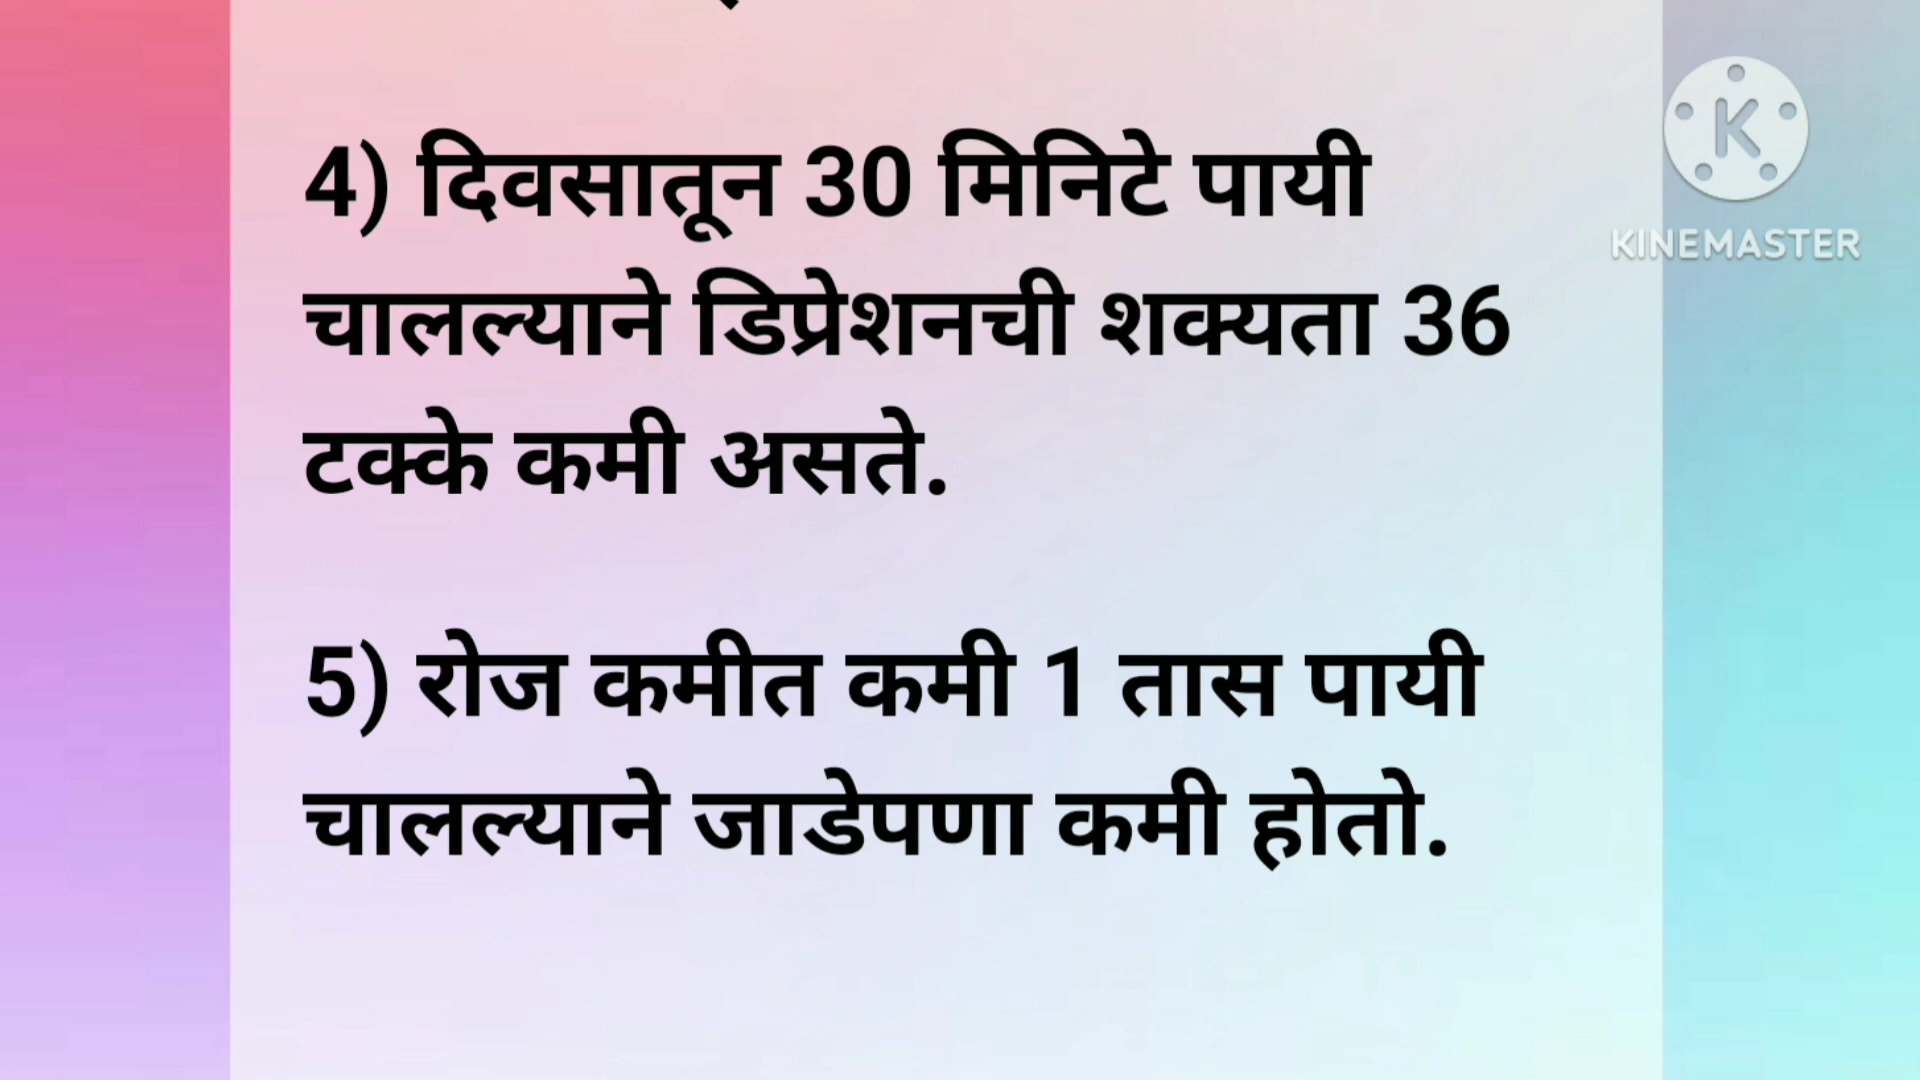 4) दिवसातून 30 मिनिटे पायी
चालल्याने डिप्रेशनची शक्यता 36
टक्के कमी असते.
5) रोज कमीत कमी 1 तास पायी
चालल्याने जाडेपणा कमी होतो.
K
KINEMASTER